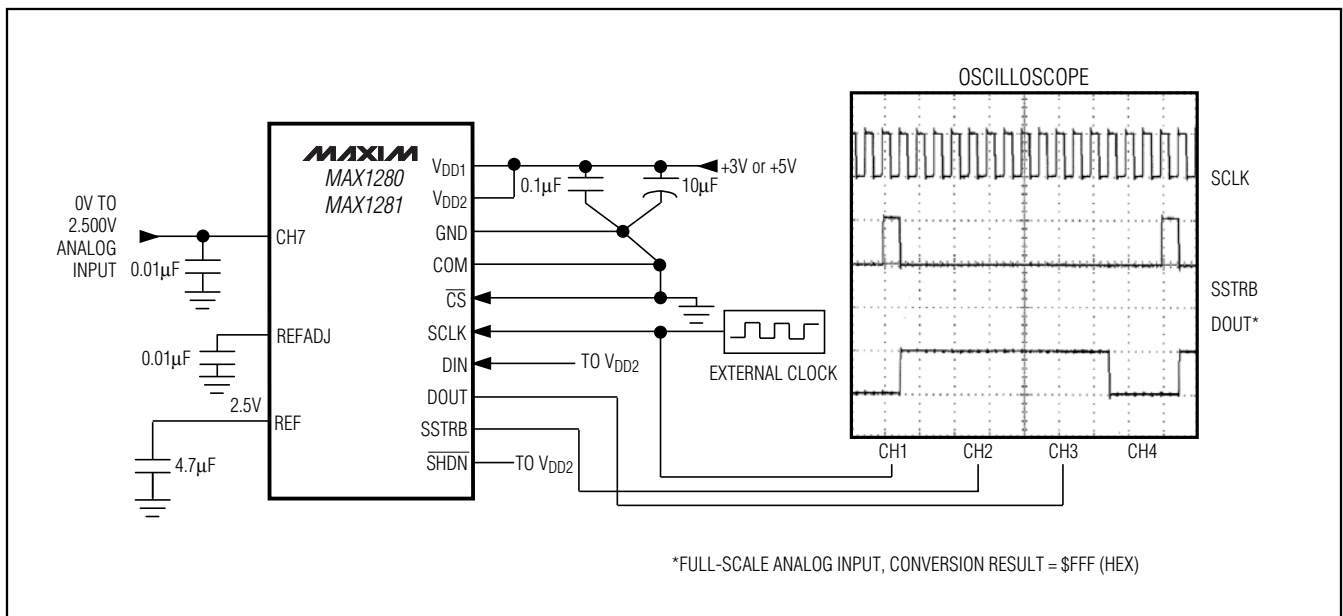 OSCILLOSCOPE
MAXIM
MAX1280
MAX1281
0V TO
2.500V
ANALOG
INPUT
0.01µF
CH7
REFADJ
0.01µF
2.5V
REF
4.7µF
VDD1
VDD2
GND
COM
CS
SCLK
DIN
DOUT
SSTRB
SHDN
0.1µF
10µF
+3V or +5V
TO VDD2
EXTERNAL CLOCK
TO VDD2
SCLK
SSTRB
DOUT*
CH1 CH2 CH3 CH4
*FULL-SCALE ANALOG INPUT, CONVERSION RESULT = $FFF (HEX)